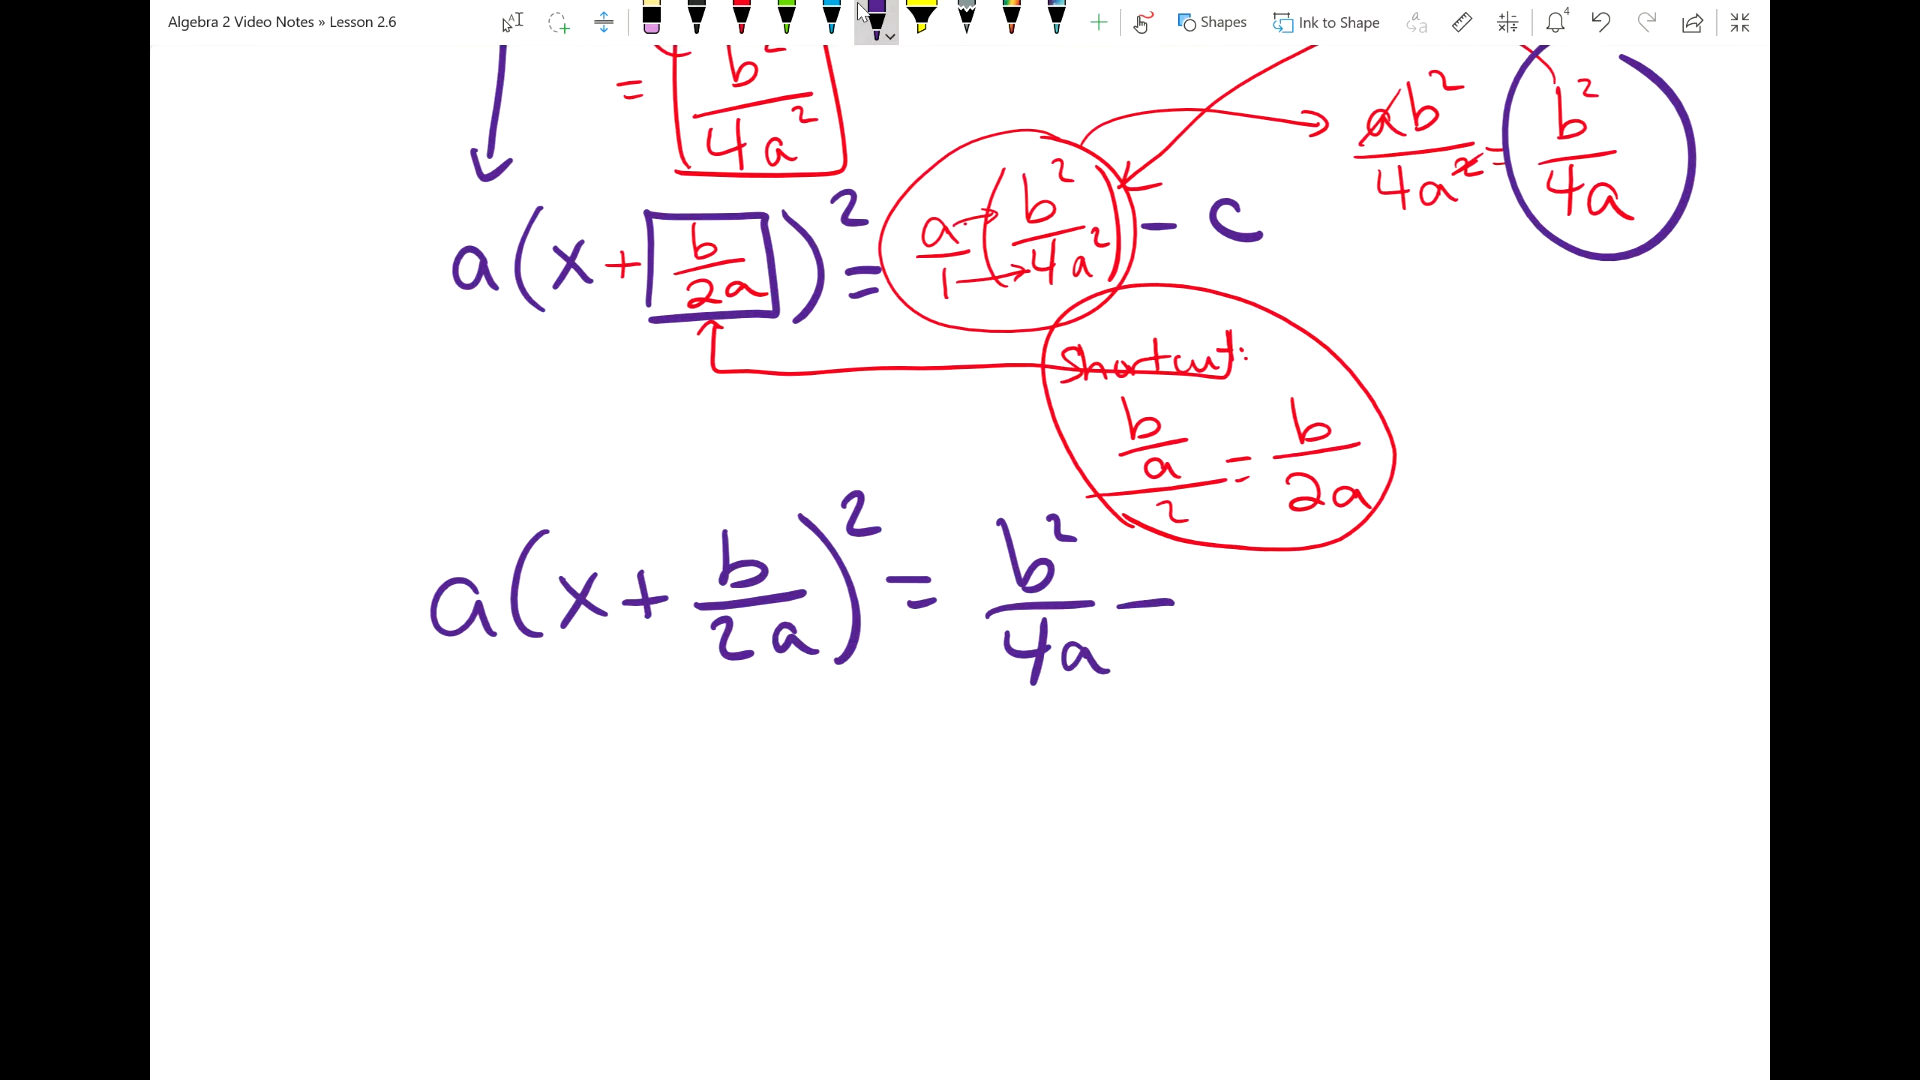 Algebra 2 Video Notes » Lesson 2.6
Shapes
Ink to Shape
4
= b²/4a²
ab²/4a² = b²/4a
a(x + b/2a)² = a/1 (b²/4a²) - c
Shortcut:
b/a/2 = b/2a
a(x + b/2a)² = b²/4a -